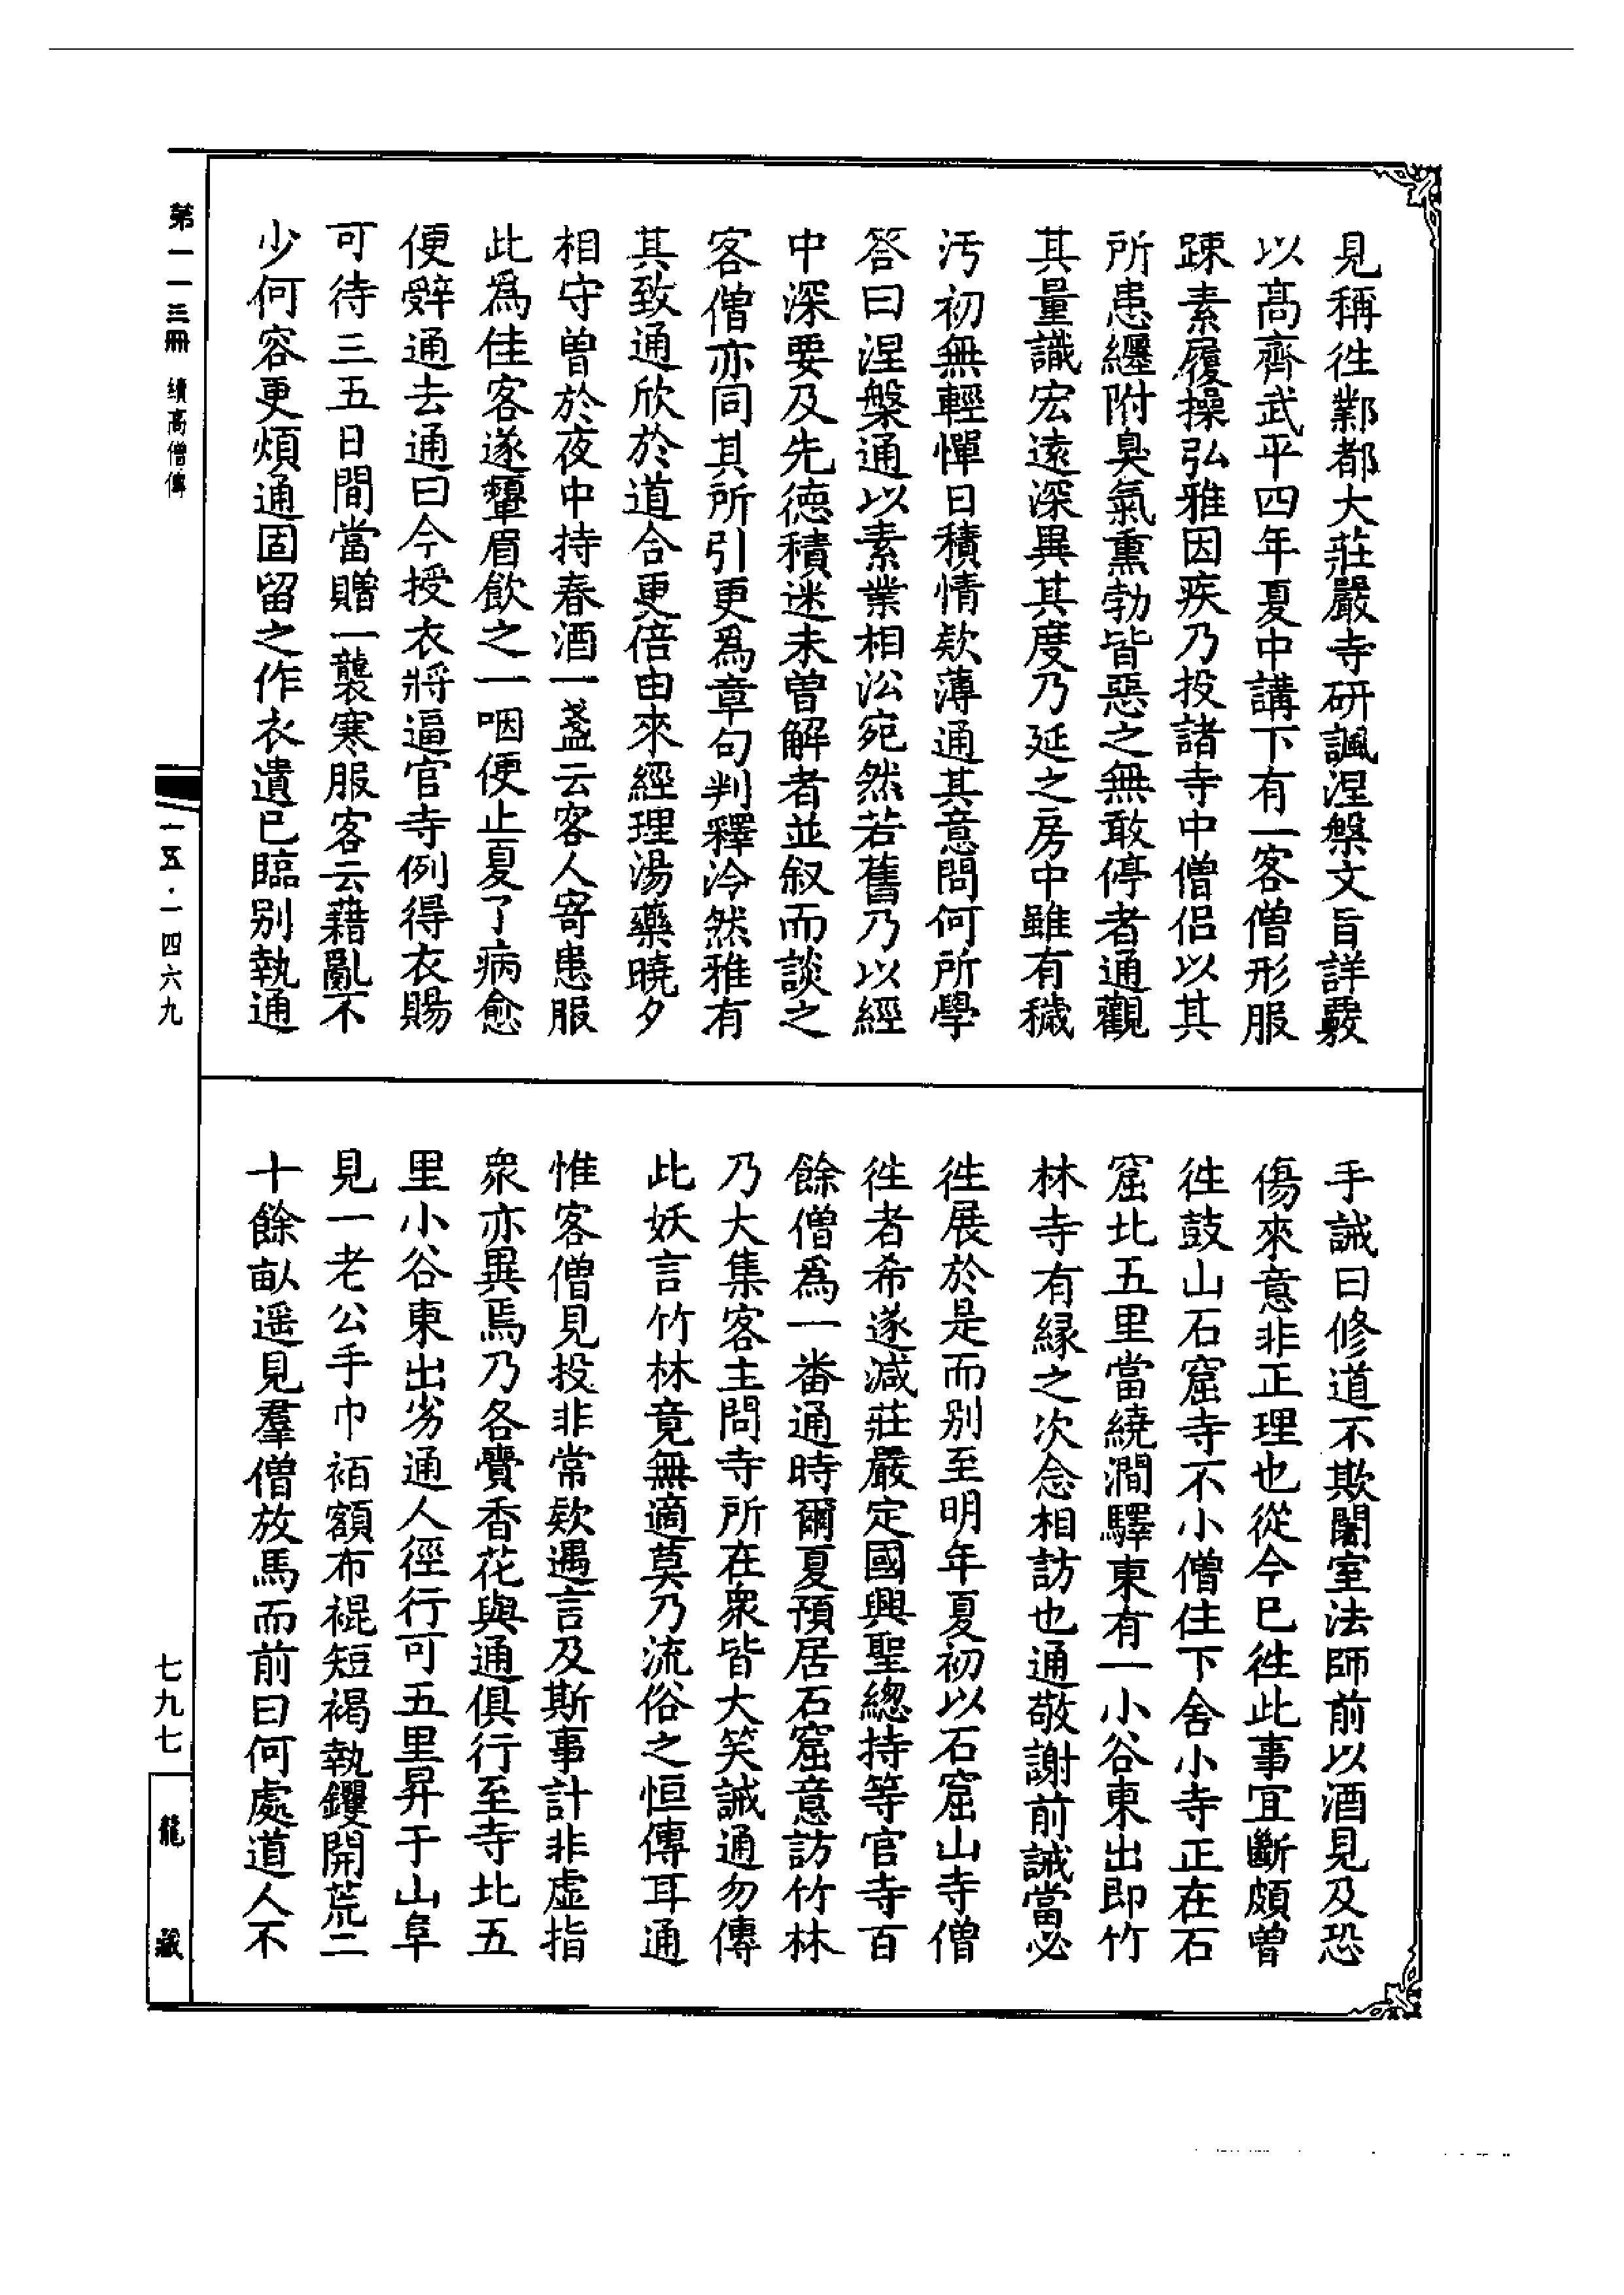 見稱徃鄴都大莊嚴寺研諷涅槃文旨詳覈
以高齊武平四年夏中講下有一客僧形服
踈素履操弘雅因疾乃投諸寺中僧侣以其
所患纒附臭氣熏勃皆惡之無敢停者通觀
其量識宏遠深異其度乃延之房中雖有穢
汚初無輕憚日積情欵薄通其意問何所學
答曰涅槃通以素業相㳂宛然若舊乃以經
中深要及先德積迷未曽解者並叙而談之
客僧亦同其所引更爲章句判釋泠然雅有
其致通欣於道合更倍由來經理湯藥曉夕
相守曽於夜中持春酒一盞云客人寄患服
此爲佳客遂顰眉飲之一咽便止夏了病愈
便辤通去通曰今授衣將逼官寺例得衣賜
可待三五日間當贈一襲寒服客云藉亂不
少何容更煩通固留之作衣遺已臨别執通
手誡曰修道不欺闇室法師前以酒見及恐
傷來意非正理也從今已徃此事宜斷頗曽
徃鼓山石窟寺不小僧住下舍小寺正在石
窟北五里當繞澗驛東有一小谷東出即竹
林寺有緣之次念相訪也通敬謝前誡當必
徃展於是而别至明年夏初以石窟山寺僧
徃者希遂减莊嚴定國興聖總持等官寺百
餘僧爲一番通時爾夏預居石窟意訪竹林
乃大集客主問寺所在衆皆大笑誡通勿傳
此妖言竹林竟無適莫乃流俗之恒傳耳通
惟客僧見投非常欵遇言及斯事計非虚指
衆亦異焉乃各賷香花與通俱行至寺北五
里小谷東出少通人徑行可五里昇于山阜
見一老公手巾袹額布裩短褐執钁開荒二
十餘畝遥見羣僧放馬而前曰何處道人不
第一一三冊 續高僧傳
一五·一四六九
七九七
龍藏